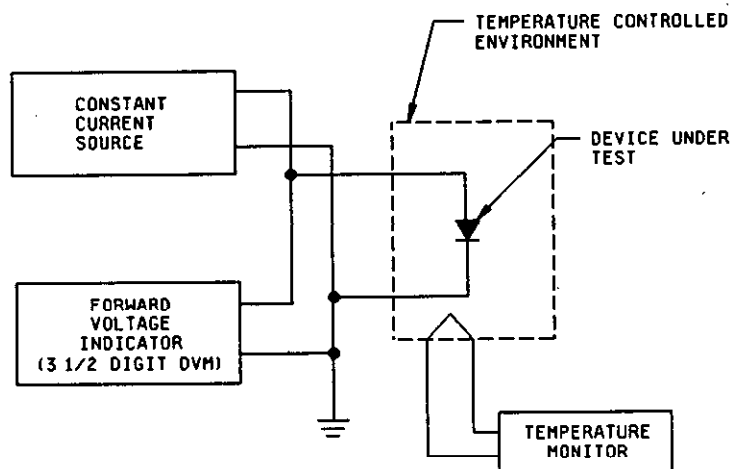 TEMPERATURE CONTROLLED
ENVIRONMENT
CONSTANT
CURRENT
SOURCE
DEVICE UNDER
TEST
FORWARD
VOLTAGE
INDICATOR
(3 1/2 DIGIT DVM)
TEMPERATURE
MONITOR